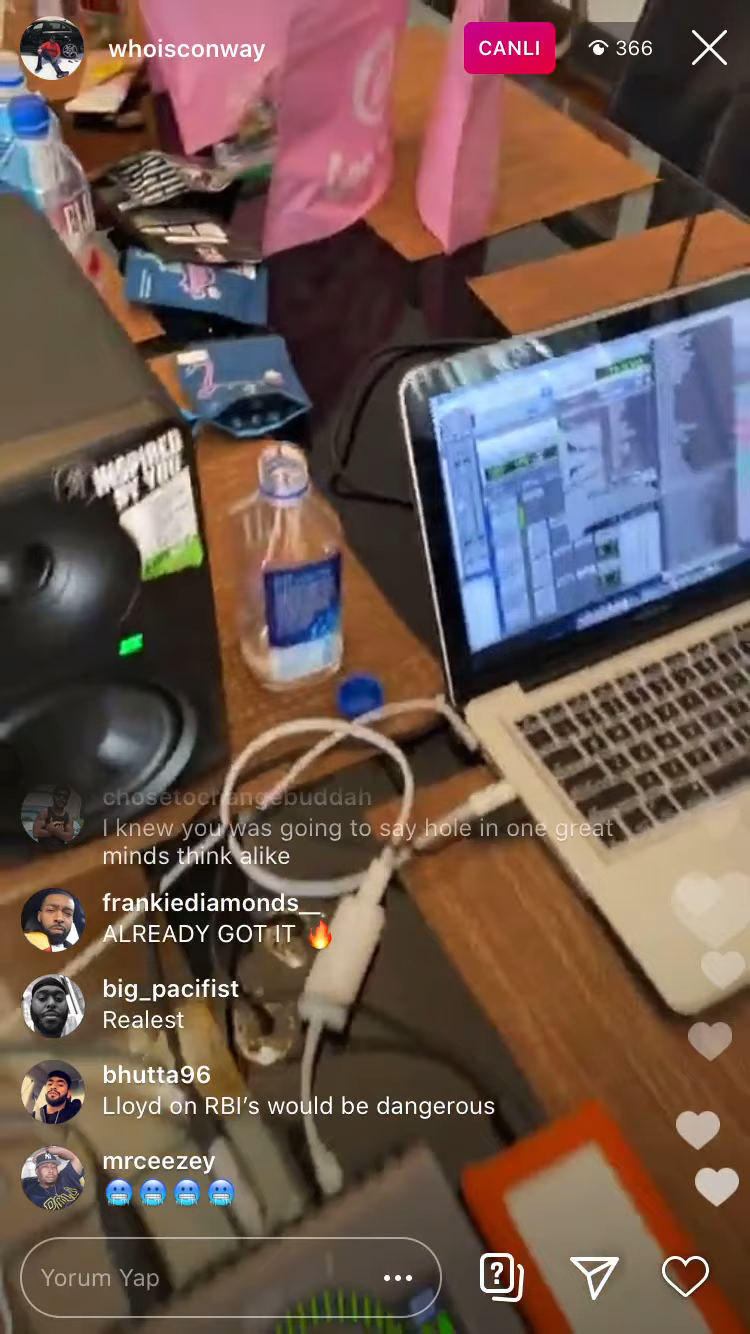 whoisconway
CANLI
366
INSPIRED
BY YOU
chosetochangebuddah
I knew you was going to say hole in one great
minds think alike
frankiediamonds__
ALREADY GOT IT 🔥
big_pacifist
Realest
bhutta96
Lloyd on RBI’s would be dangerous
mrceezey
🥶🥶🥶🥶
Yorum Yap